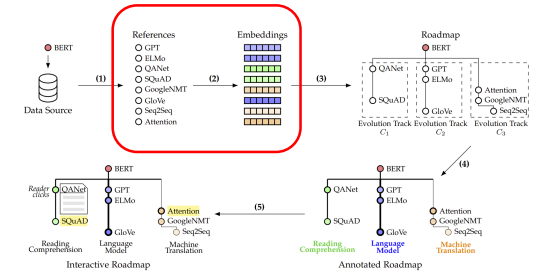 References
Embeddings
Roadmap
BERT
GPT
ELMo
QANet
SQuAD
GoogleNMT
GloVe
Seq2Seq
Attention
Data Source
(1)
(2)
(3)
BERT
QANet
GPT
ELMo
SQuAD
GloVe
Attention
GoogleNMT
Seq2Seq
Evolution Track
C1
Evolution Track
C2
Evolution Track
C3
(4)
BERT
Reader
clicks
QANet
SQuAD
GPT
ELMo
GloVe
Attention
GoogleNMT
Seq2Seq
Reading
Comprehension
Language
Model
Machine
Translation
Interactive Roadmap
(5)
BERT
QANet
SQuAD
GPT
ELMo
GloVe
Attention
GoogleNMT
Seq2Seq
Reading
Comprehension
Language
Model
Machine
Translation
Annotated Roadmap